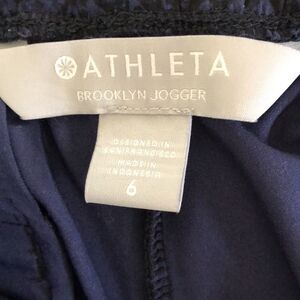 ATHLETA
BROOKLYN JOGGER
DESIGNED IN
SAN FRANCISCO
MADE IN
INDONESIA
6